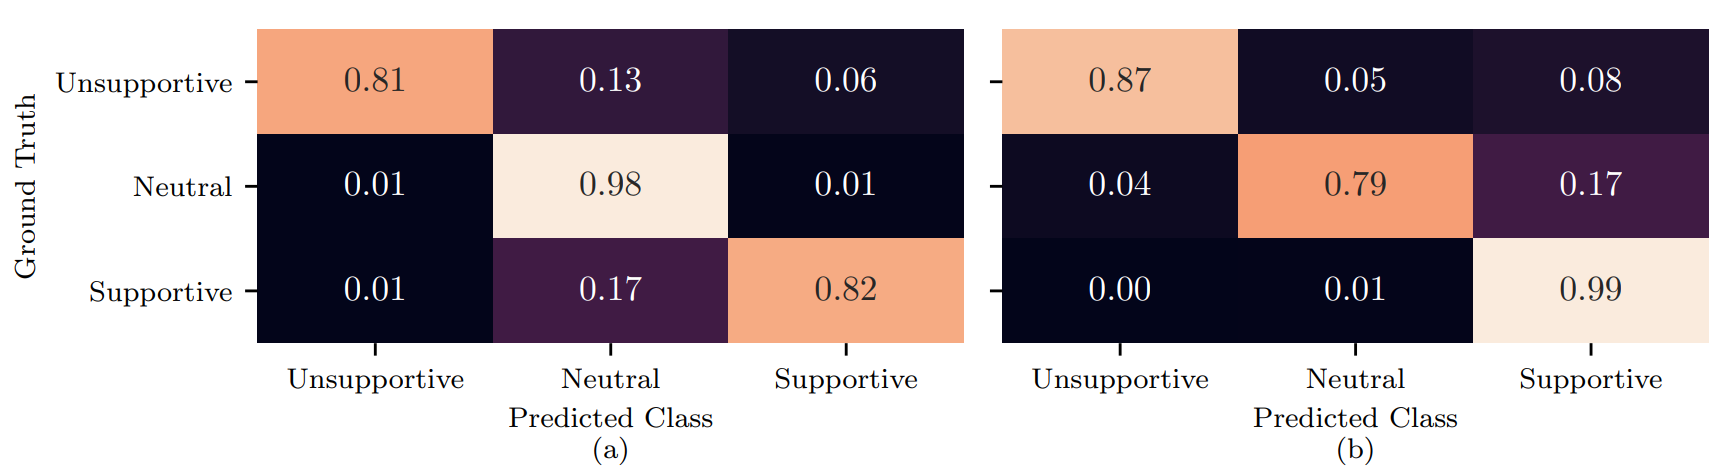 Ground Truth
Unsupportive 0.81 0.13 0.06 0.87 0.05 0.08
Neutral 0.01 0.98 0.01 0.04 0.79 0.17
Supportive 0.01 0.17 0.82 0.00 0.01 0.99
Unsupportive Neutral Supportive Unsupportive Neutral Supportive
Predicted Class Predicted Class
(a) (b)